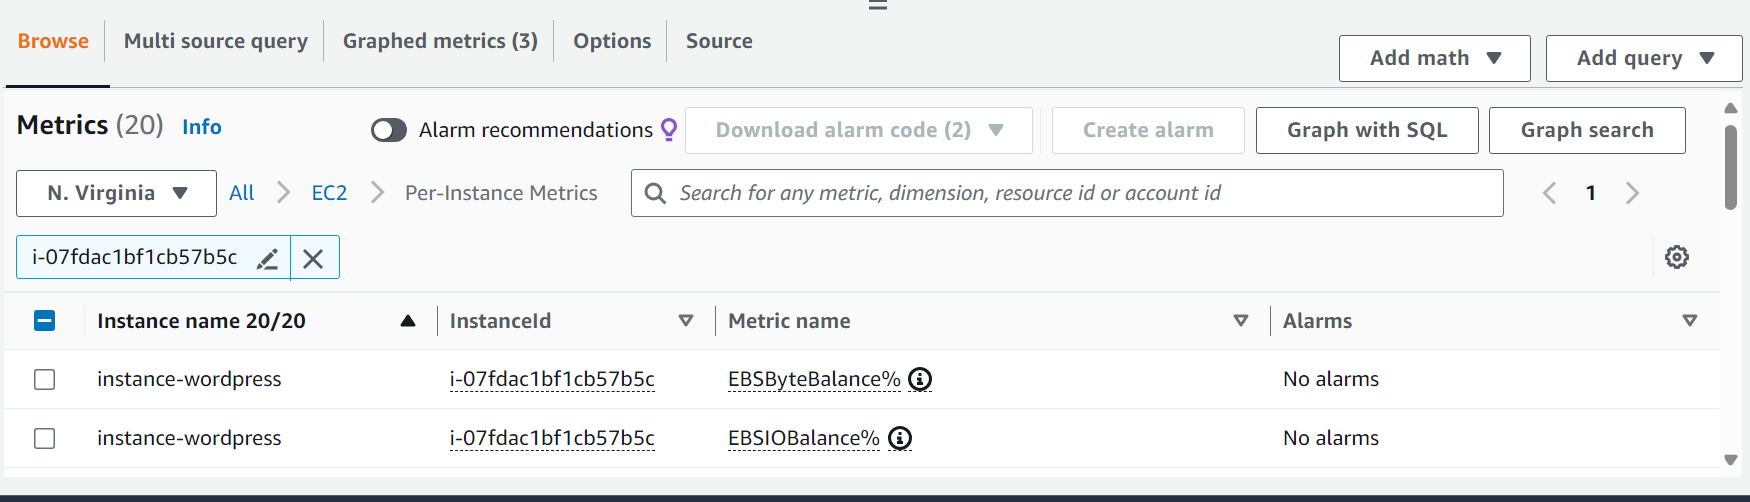 Browse Multi source query Graphed metrics (3) Options Source
Add math Add query
Metrics (20) Info Alarm recommendations Download alarm code (2) Create alarm Graph with SQL Graph search
N. Virginia All EC2 Per-Instance Metrics Search for any metric, dimension, resource id or account id 1
i-07fdac1bf1cb57b5c
Instance name 20/20 InstanceId Metric name Alarms
instance-wordpress i-07fdac1bf1cb57b5c EBSByteBalance% No alarms
instance-wordpress i-07fdac1bf1cb57b5c EBSIOBalance% No alarms